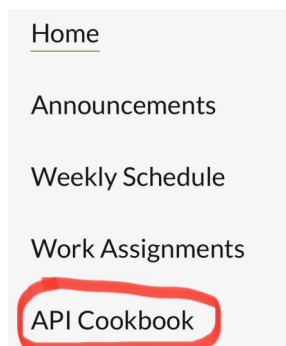 Home
Announcements
Weekly Schedule
Work Assignments
API Cookbook